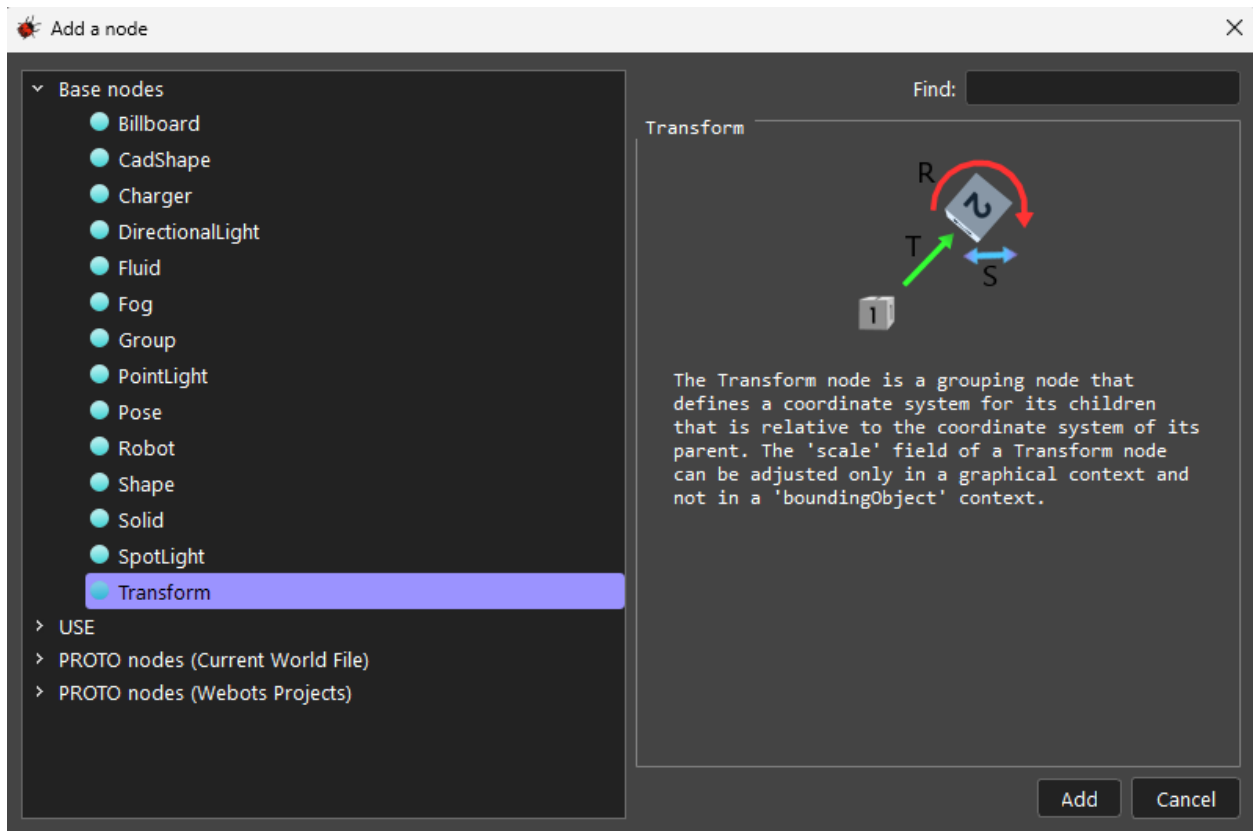 Add a node
Base nodes
Billboard
CadShape
Charger
DirectionalLight
Fluid
Fog
Group
PointLight
Pose
Robot
Shape
Solid
SpotLight
Transform
USE
PROTO nodes (Current World File)
PROTO nodes (Webots Projects)
Find:
Transform
R
2
T
S
1
The Transform node is a grouping node that
defines a coordinate system for its children
that is relative to the coordinate system of its
parent. The 'scale' field of a Transform node
can be adjusted only in a graphical context and
not in a 'boundingObject' context.
Add
Cancel